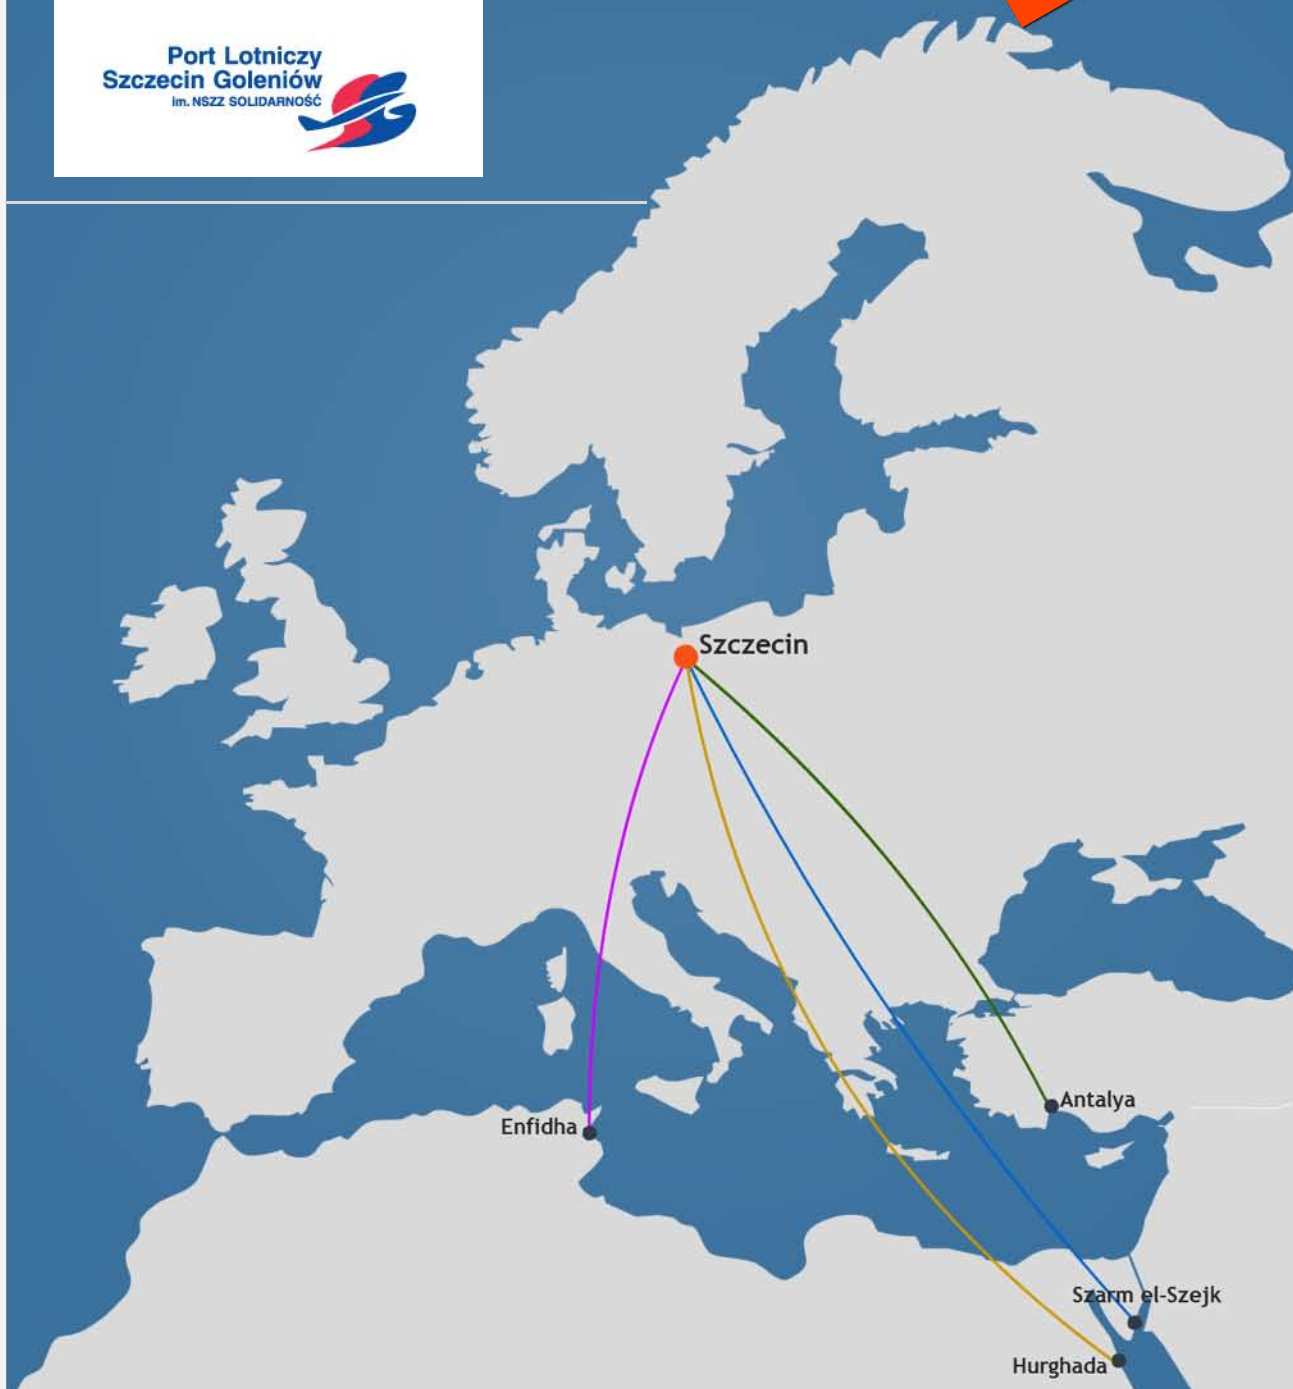 Port Lotniczy
Szczecin Goleniów
im. NSZZ SOLIDARNOŚĆ
Szczecin
Antalya
Enfidha
Szarm el-Szejk
Hurghada